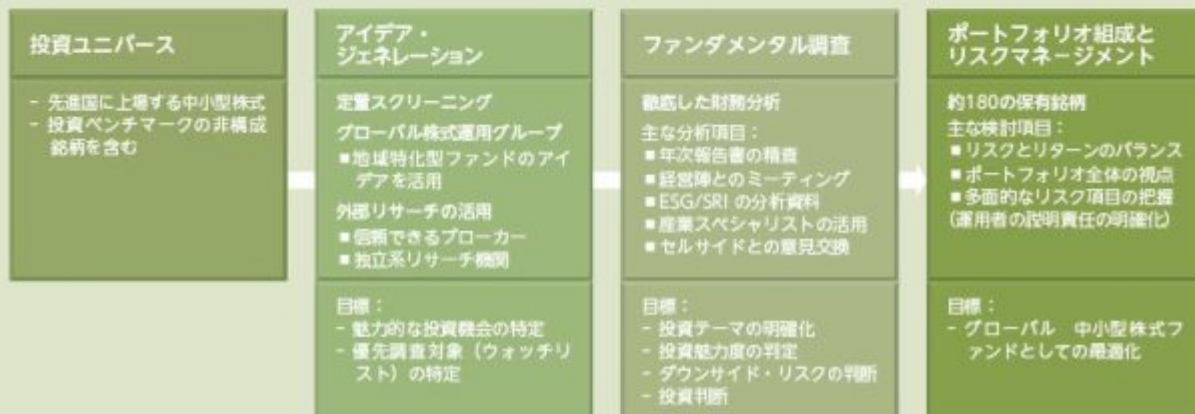 投資ユニバース
- 先進国に上場する中小型株式
- 投資ベンチマークの非構成
銘柄を含む
アイデア・
ジェネレーション
定量スクリーニング
グローバル株式運用グループ
■地域特化型ファンドのアイ
デアを活用
外部リサーチの活用
■信頼できるブローカー
■独立系リサーチ機関
目標：
- 魅力的な投資機会の特定
- 優先調査対象（ウォッチリ
スト）の特定
ファンダメンタル調査
徹底した財務分析
主な分析項目：
■年次報告書の精査
■経営陣とのミーティング
■ESG/SRI の分析資料
■産業スペシャリストの活用
■セルサイドとの意見交換
目標：
- 投資テーマの明確化
- 投資魅力度の判定
- ダウンサイド・リスクの判断
- 投資判断
ポートフォリオ組成と
リスクマネージメント
約180の保有銘柄
主な検討項目：
■リスクとリターンのバランス
■ポートフォリオ全体の視点
■多面的なリスク項目の把握
（運用者の説明責任の明確化）
目標：
- グローバル　中小型株式フ
ァンドとしての最適化